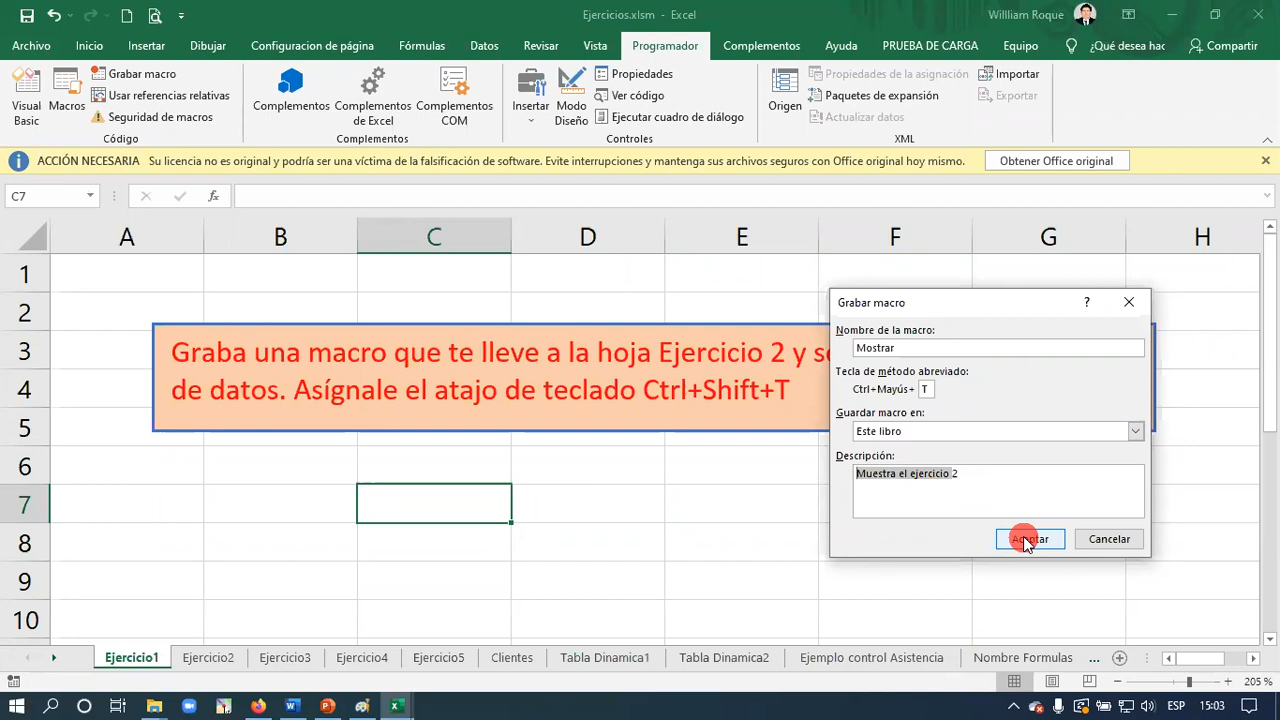 Ejercicios.xlsm - Excel
Willliam Roque
Archivo
Inicio
Insertar
Dibujar
Configuracion de página
Fórmulas
Datos
Revisar
Vista
Programador
Complementos
Ayuda
PRUEBA DE CARGA
Equipo
¿Qué desea hac
Compartir
Visual Basic
Macros
Grabar macro
Usar referencias relativas
Seguridad de macros
Código
Complementos
Complementos de Excel
Complementos COM
Complementos
Insertar
Modo Diseño
Propiedades
Ver código
Ejecutar cuadro de diálogo
Controles
Origen
Propiedades de la asignación
Paquetes de expansión
Actualizar datos
Importar
Exportar
XML
ACCIÓN NECESARIA Su licencia no es original y podría ser una víctima de la falsificación de software. Evite interrupciones y mantenga sus archivos seguros con Office original hoy mismo.
Obtener Office original
C7
fx
A B C D E F G H
1
2
3
4
5
6
7
8
9
10
Graba una macro que te lleve a la hoja Ejercicio 2 y se
de datos. Asígnale el atajo de teclado Ctrl+Shift+T
Grabar macro
?
Nombre de la macro:
Mostrar
Tecla de método abreviado:
Ctrl+Mayús+ T
Guardar macro en:
Este libro
Descripción:
Muestra el ejercicio 2
Aceptar
Cancelar
Ejercicio1
Ejercicio2
Ejercicio3
Ejercicio4
Ejercicio5
Clientes
Tabla Dinamica1
Tabla Dinamica2
Ejemplo control Asistencia
Nombre Formulas
...
205 %
ESP
15:03